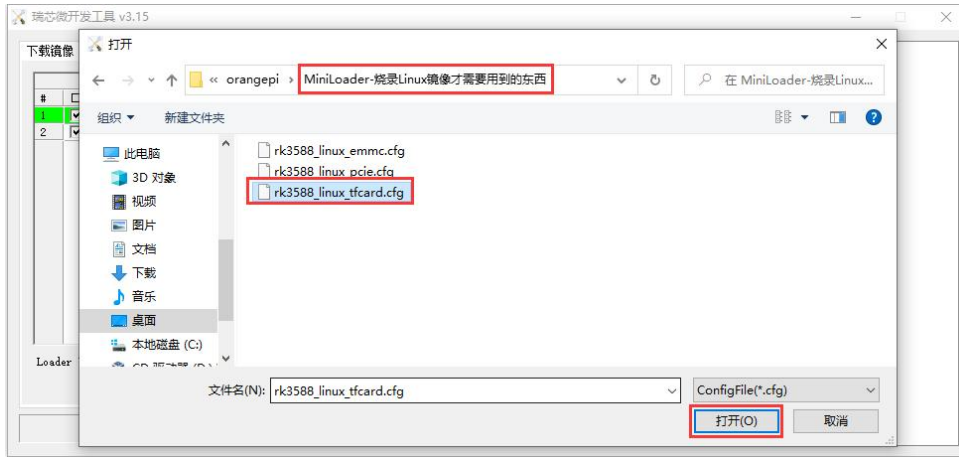 瑞芯微开发工具 v3.15
下载镜像
打开
« orangepi › MiniLoader-烧录Linux镜像才需要用到的东西
在 MiniLoader-烧录Linux...
组织
新建文件夹
#
1
2
此电脑
3D 对象
视频
图片
文档
下载
音乐
桌面
本地磁盘 (C:)
rk3588_linux_emmc.cfg
rk3588_linux_pcie.cfg
rk3588_linux_tfcard.cfg
Loader
文件名(N):
rk3588_linux_tfcard.cfg
ConfigFile(*.cfg)
打开(O)
取消